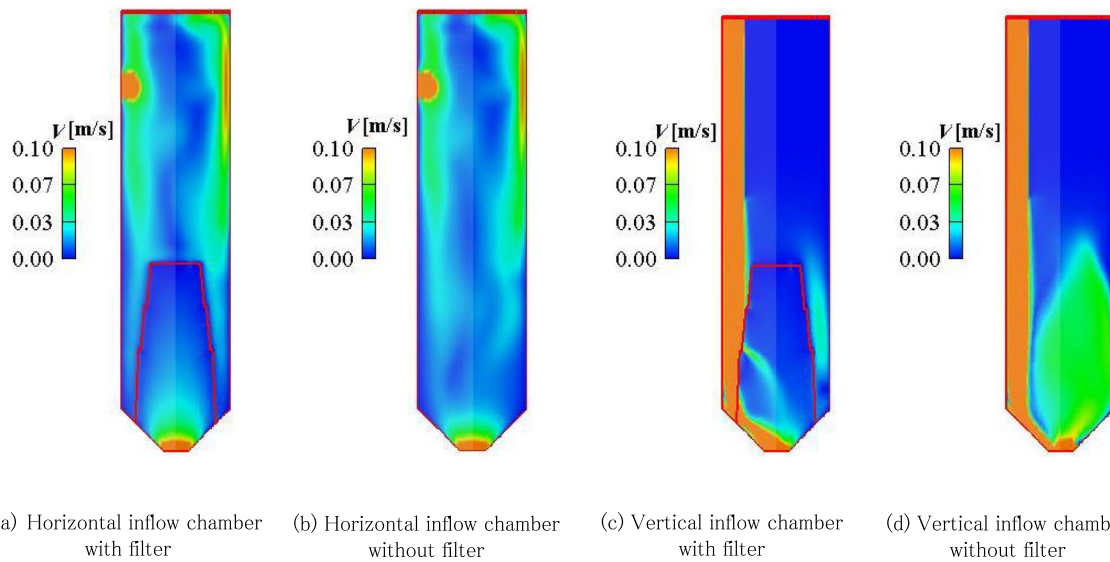 V[m/s]
0.10
0.07
0.03
0.00
V[m/s]
0.10
0.07
0.03
0.00
V[m/s]
0.10
0.07
0.03
0.00
V[m/s]
0.10
0.07
0.03
0.00
a) Horizontal inflow chamber
with filter
(b) Horizontal inflow chamber
without filter
(c) Vertical inflow chamber
with filter
(d) Vertical inflow chamb
without filter